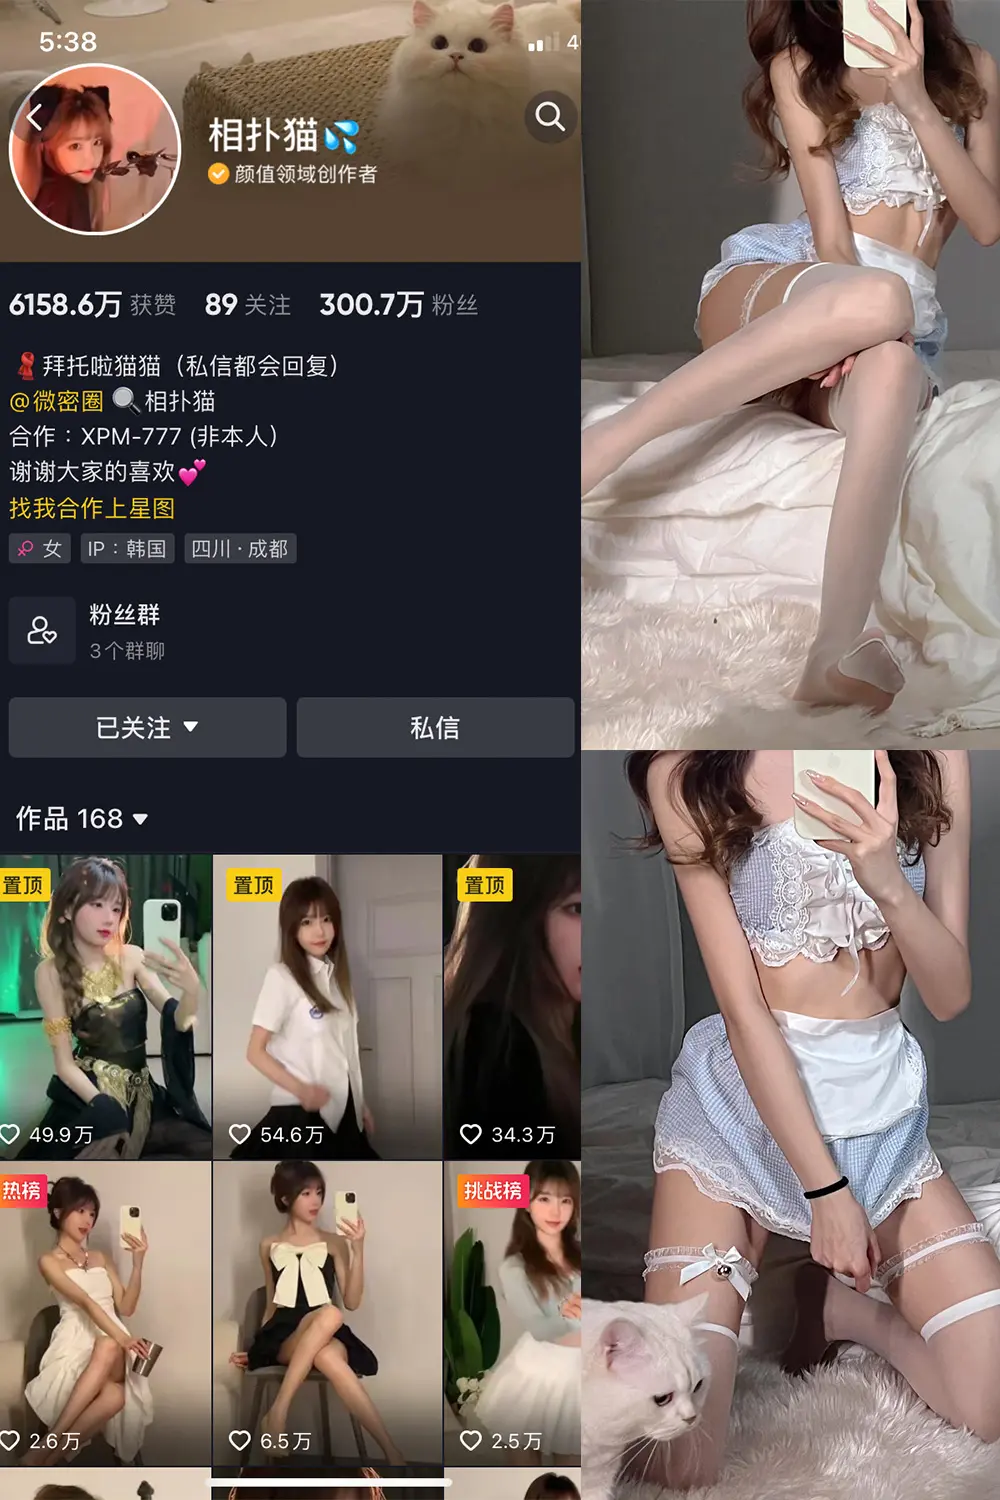 5:38
4
相扑猫💦
颜值领域创作者
6158.6万 获赞 89 关注 300.7万 粉丝
🧣拜托啦猫猫（私信都会回复）
@微密圈 🔍相扑猫
合作：XPM-777 (非本人)
谢谢大家的喜欢💕
找我合作上星图
女 IP：韩国 四川·成都
粉丝群
3个群聊
已关注 私信
作品 168
置顶 置顶 置顶
49.9万 54.6万 34.3万
热榜 挑战榜
2.6万 6.5万 2.5万